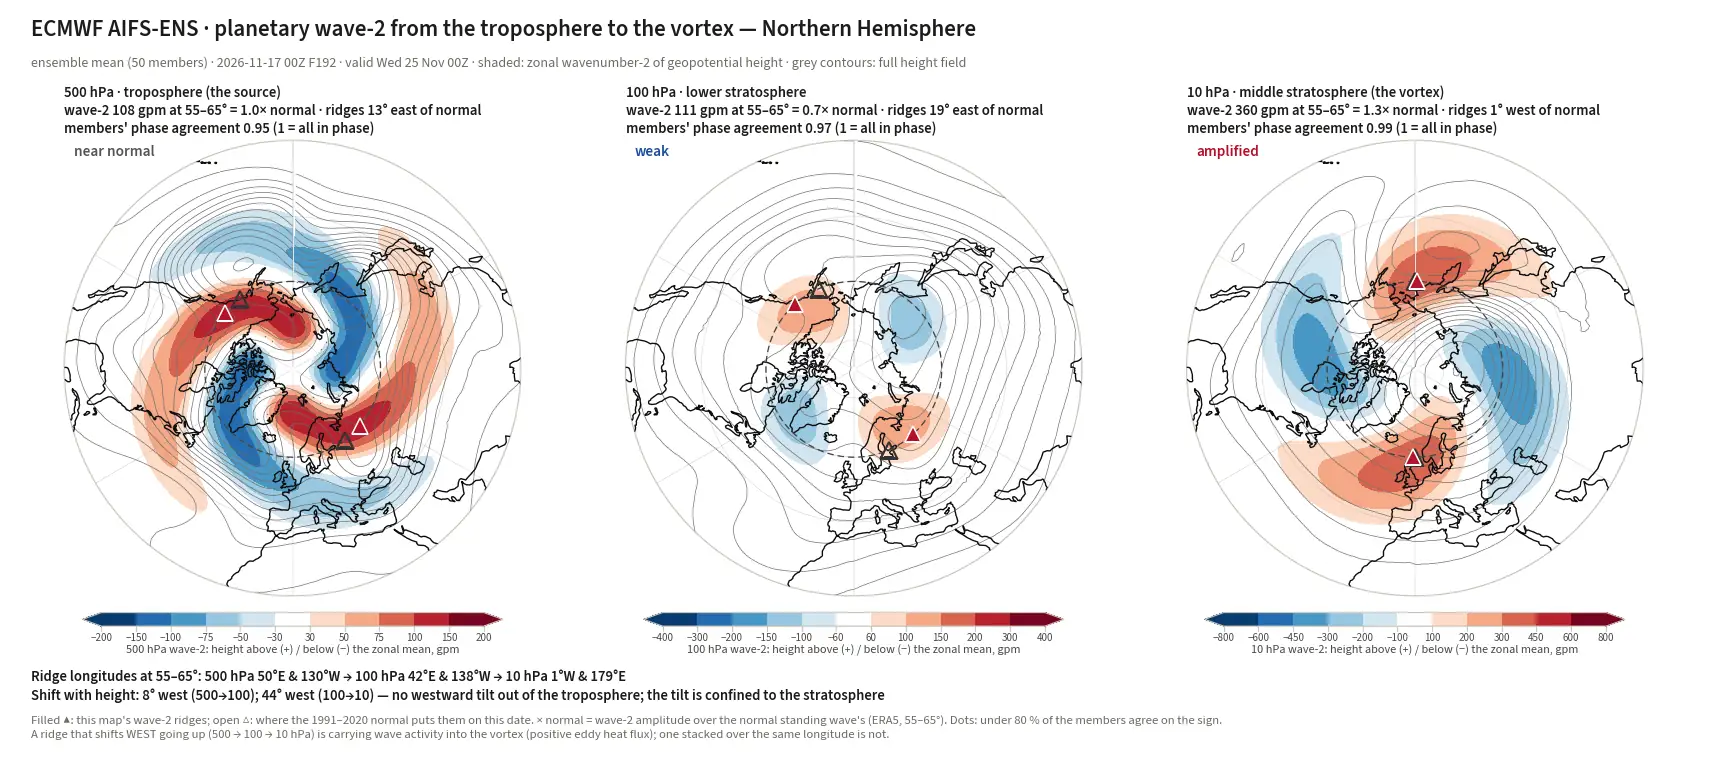 ECMWF AIFS-ENS · planetary wave-2 from the troposphere to the vortex — Northern Hemisphere
ensemble mean (50 members) · 2026-11-17 00Z F192 · valid Wed 25 Nov 00Z · shaded: zonal wavenumber-2 of geopotential height · grey contours: full height field
500 hPa · troposphere (the source)
wave-2 108 gpm at 55–65° = 1.0× normal · ridges 13° east of normal
members' phase agreement 0.95 (1 = all in phase)
near normal
100 hPa · lower stratosphere
wave-2 111 gpm at 55–65° = 0.7× normal · ridges 19° east of normal
members' phase agreement 0.97 (1 = all in phase)
weak
10 hPa · middle stratosphere (the vortex)
wave-2 360 gpm at 55–65° = 1.3× normal · ridges 1° west of normal
members' phase agreement 0.99 (1 = all in phase)
amplified
−200 −150 −100 −75 −50 −30 30 50 75 100 150 200
500 hPa wave-2: height above (+) / below (−) the zonal mean, gpm
−400 −300 −200 −150 −100 −60 60 100 150 200 300 400
100 hPa wave-2: height above (+) / below (−) the zonal mean, gpm
−800 −600 −450 −300 −200 −100 100 200 300 450 600 800
10 hPa wave-2: height above (+) / below (−) the zonal mean, gpm
Ridge longitudes at 55–65°: 500 hPa 50°E & 130°W → 100 hPa 42°E & 138°W → 10 hPa 1°W & 179°E
Shift with height: 8° west (500→100); 44° west (100→10) — no westward tilt out of the troposphere; the tilt is confined to the stratosphere
Filled ▲: this map's wave-2 ridges; open △: where the 1991–2020 normal puts them on this date. × normal = wave-2 amplitude over the normal standing wave's (ERA5, 55–65°). Dots: under 80 % of the members agree on the sign.
A ridge that shifts WEST going up (500 → 100 → 10 hPa) is carrying wave activity into the vortex (positive eddy heat flux); one stacked over the same longitude is not.